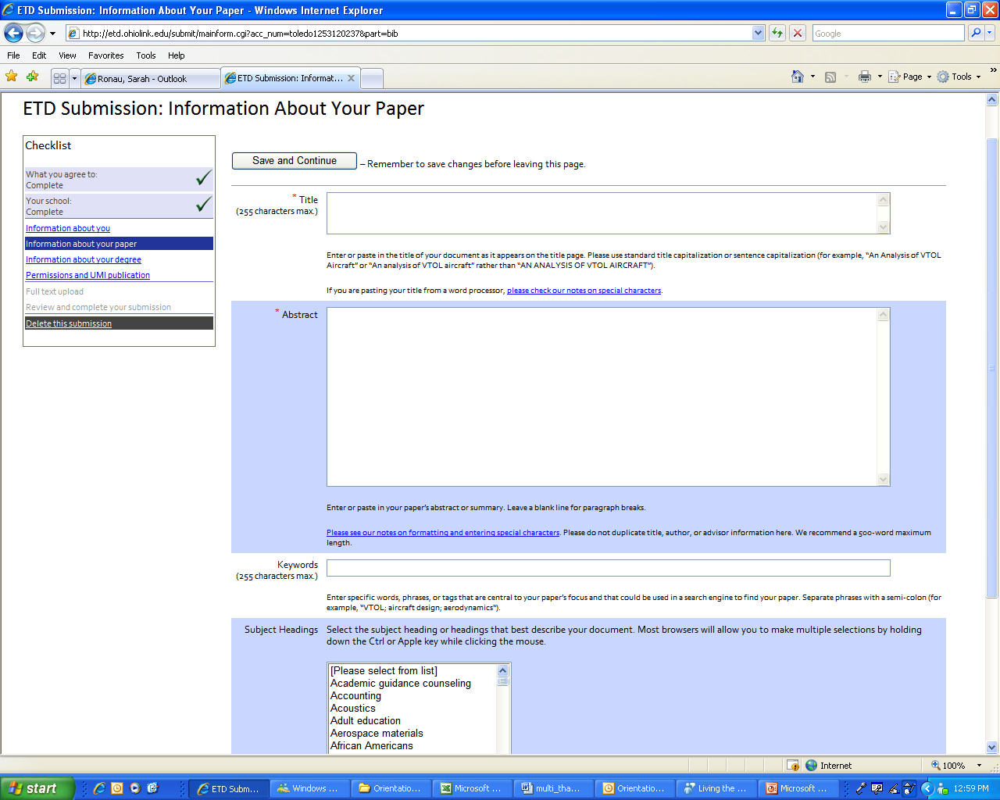 ETD Submission: Information About Your Paper - Windows Internet Explorer
http://etd.ohiolink.edu/submit/mainform.cgi?acc_num=toledo1253120237&part=bib
Google
File Edit View Favorites Tools Help
Ronau, Sarah - Outlook
ETD Submission: Informat...
Page
Tools
ETD Submission: Information About Your Paper
Checklist
What you agree to:
Complete
Your school:
Complete
Information about you
Information about your paper
Information about your degree
Permissions and UMI publication
Full text upload
Review and complete your submission
Delete this submission
Save and Continue – Remember to save changes before leaving this page.
* Title
(255 characters max.)
Enter or paste in the title of your document as it appears on the title page. Please use standard title capitalization or sentence capitalization (for example, “An Analysis of VTOL
Aircraft” or “An analysis of VTOL aircraft” rather than “AN ANALYSIS OF VTOL AIRCRAFT”).
If you are pasting your title from a word processor, please check our notes on special characters.
* Abstract
Enter or paste in your paper’s abstract or summary. Leave a blank line for paragraph breaks.
Please see our notes on formatting and entering special characters. Please do not duplicate title, author, or advisor information here. We recommend a 500-word maximum
length.
Keywords
(255 characters max.)
Enter specific words, phrases, or tags that are central to your paper’s focus and that could be used in a search engine to find your paper. Separate phrases with a semi-colon (for
example, “VTOL; aircraft design; aerodynamics”).
Subject Headings
Select the subject heading or headings that best describe your document. Most browsers will allow you to make multiple selections by holding
down the Ctrl or Apple key while clicking the mouse.
[Please select from list]
Academic guidance counseling
Accounting
Acoustics
Adult education
Aerospace materials
African Americans
Internet
100%
start
ETD Subm...
Windows ...
Orientatio...
Microsoft ...
multi_tha...
Orientatio...
Living the ...
Microsoft ...
12:59 PM